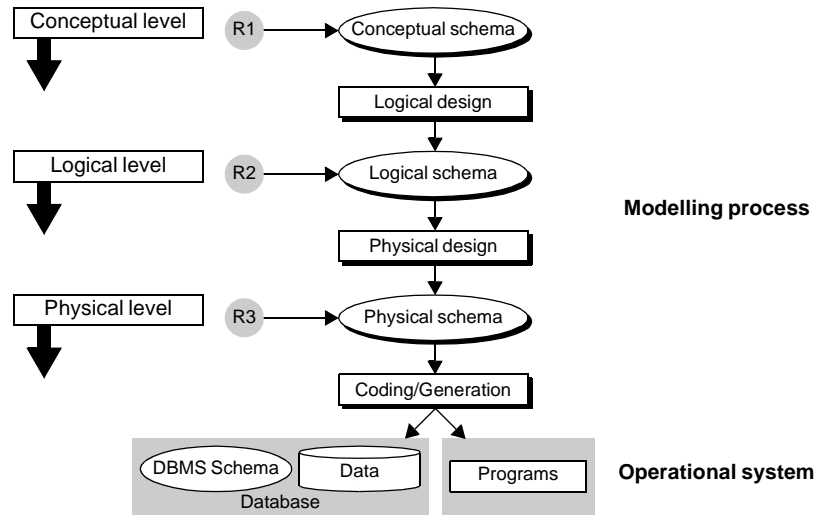 Conceptual level
R1
Conceptual schema
Logical design
Logical level
R2
Logical schema
Modelling process
Physical design
Physical level
R3
Physical schema
Coding/Generation
DBMS Schema
Data
Programs
Operational system
Database